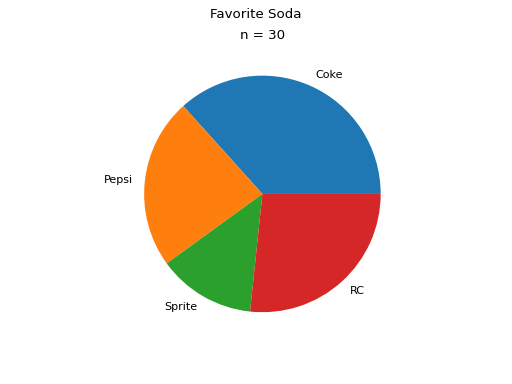 Favorite Soda
n = 30
Coke
Pepsi
Sprite
RC